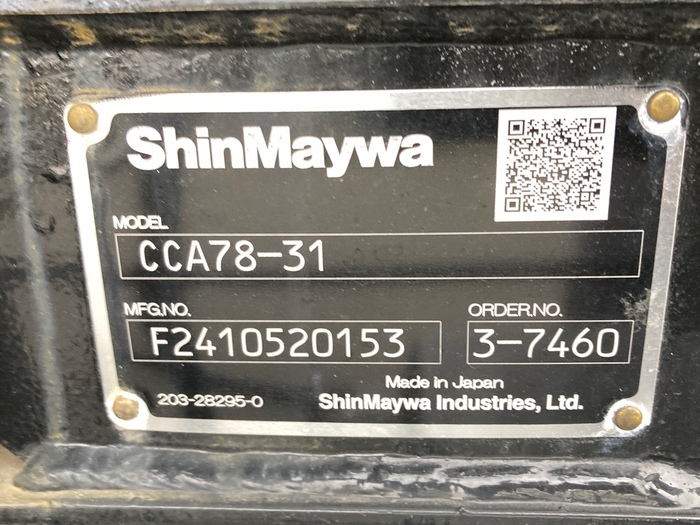 ShinMaywa
MODEL
CCA78-31
MFG.NO. ORDER.NO.
F2410520153 3-7460
Made in Japan
203-28295-0 ShinMaywa Industries, Ltd.